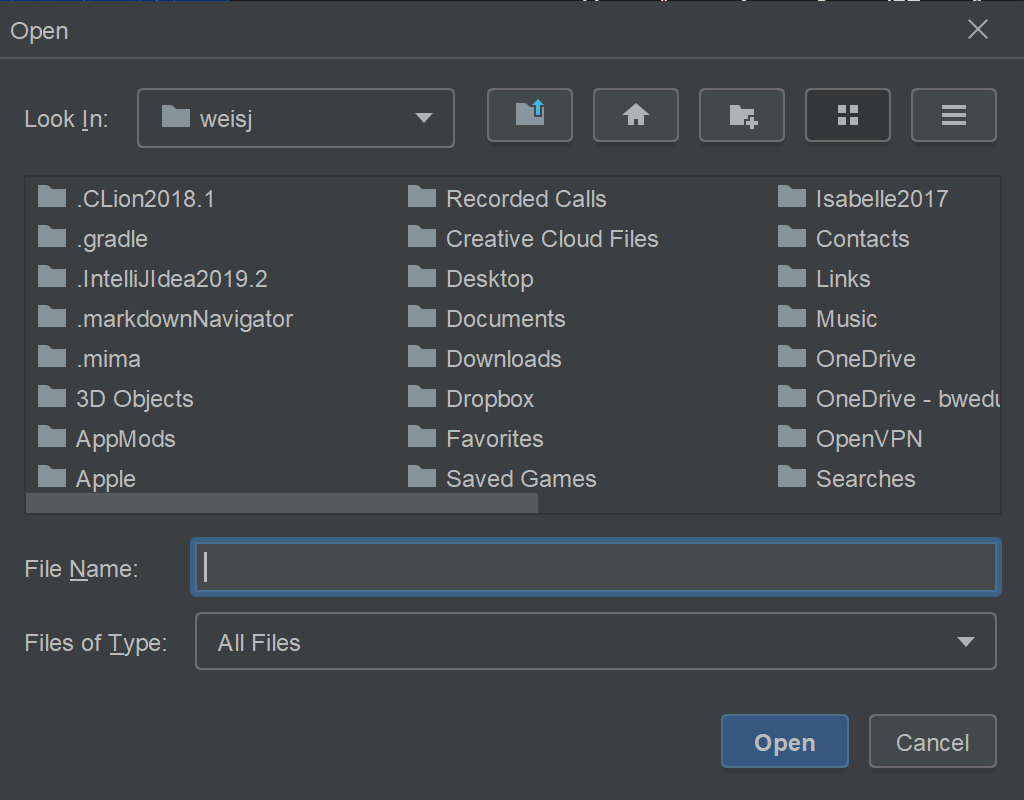 Open
Look In: weisj
.CLion2018.1
.gradle
.IntelliJIdea2019.2
.markdownNavigator
.mima
3D Objects
AppMods
Apple
Recorded Calls
Creative Cloud Files
Desktop
Documents
Downloads
Dropbox
Favorites
Saved Games
Isabelle2017
Contacts
Links
Music
OneDrive
OneDrive - bwedu
OpenVPN
Searches
File Name:
Files of Type: All Files
Open Cancel